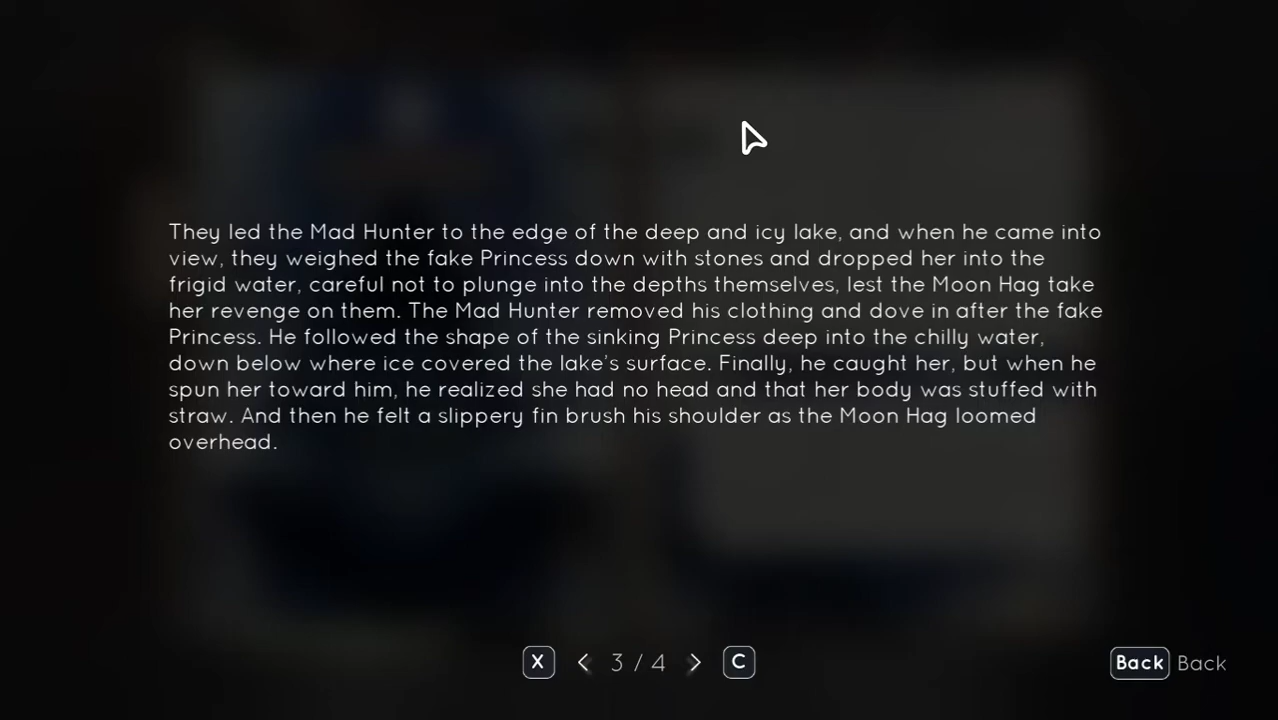 They led the Mad Hunter to the edge of the deep and icy lake, and when he came into
view, they weighed the fake Princess down with stones and dropped her into the
frigid water, careful not to plunge into the depths themselves, lest the Moon Hag take
her revenge on them. The Mad Hunter removed his clothing and dove in after the fake
Princess. He followed the shape of the sinking Princess deep into the chilly water,
down below where ice covered the lake's surface. Finally, he caught her, but when he
spun her toward him, he realized she had no head and that her body was stuffed with
straw. And then he felt a slippery fin brush his shoulder as the Moon Hag loomed
overhead.
X < 3 / 4 > C
Back Back